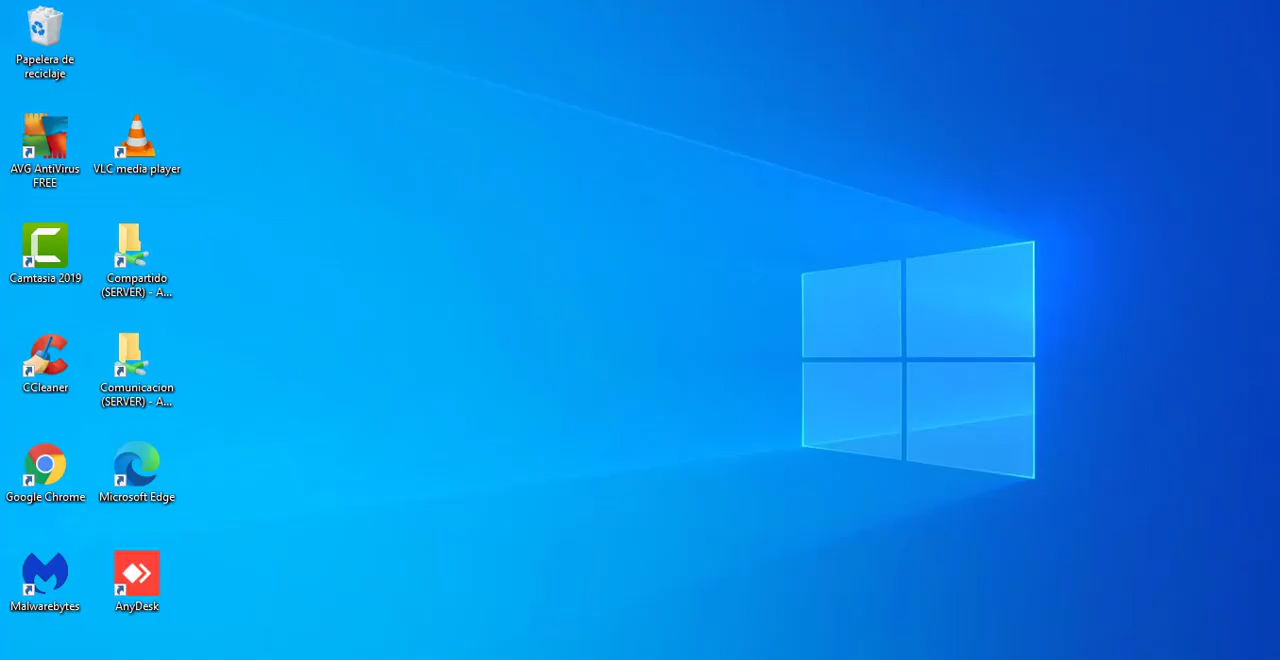 Papelera de
reciclaje
AVG AntiVirus
FREE
VLC media player
Camtasia 2019
Compartido
(SERVER) - A...
CCleaner
Comunicacion
(SERVER) - A...
Google Chrome
Microsoft Edge
Malwarebytes
AnyDesk